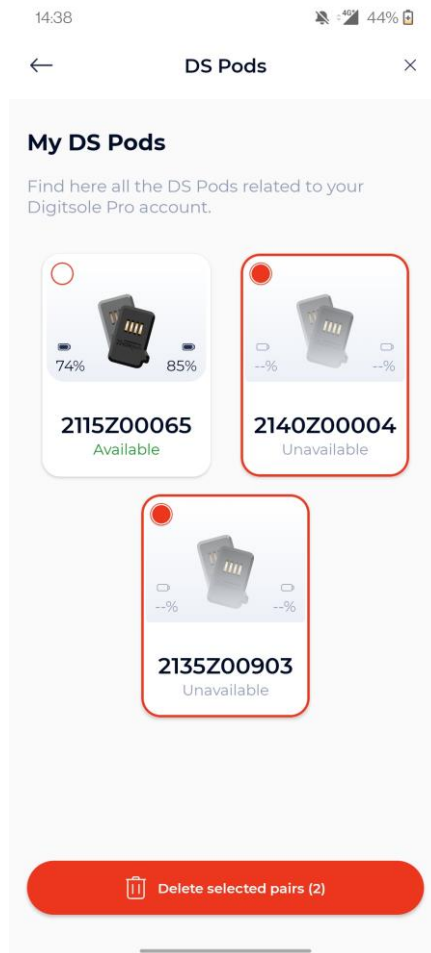 14:38
4G+ 44%
DS Pods
My DS Pods
Find here all the DS Pods related to your
Digitsole Pro account.
74% 85%
2115Z00065
Available
--% --%
2140Z00004
Unavailable
--% --%
2135Z00903
Unavailable
Delete selected pairs (2)